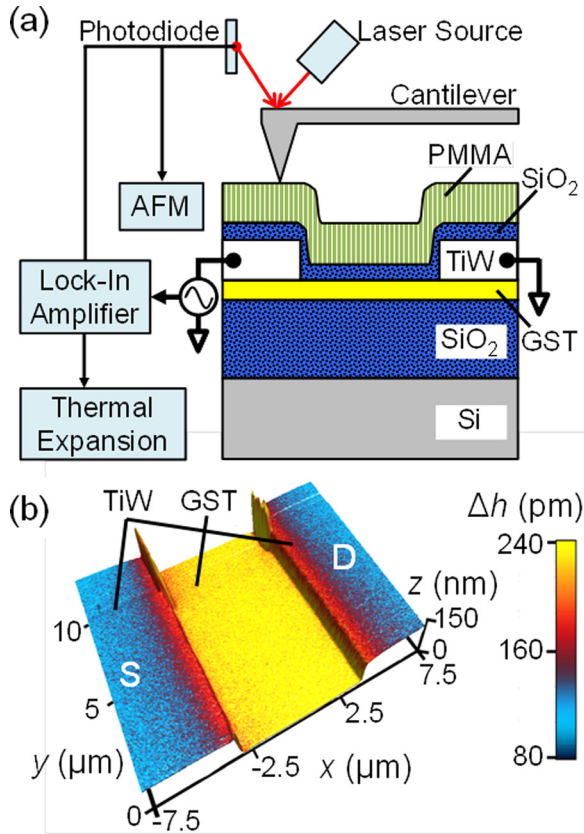 (a)
Photodiode
Laser Source
Cantilever
PMMA
SiO2
AFM
TiW
Lock-In
Amplifier
GST
SiO2
Thermal
Expansion
Si
(b)
TiW
GST
Δh (pm)
240
D
z (nm)
150
10
0
160
7.5
S
5
2.5
80
y (μm)
-2.5
x (μm)
0
-7.5